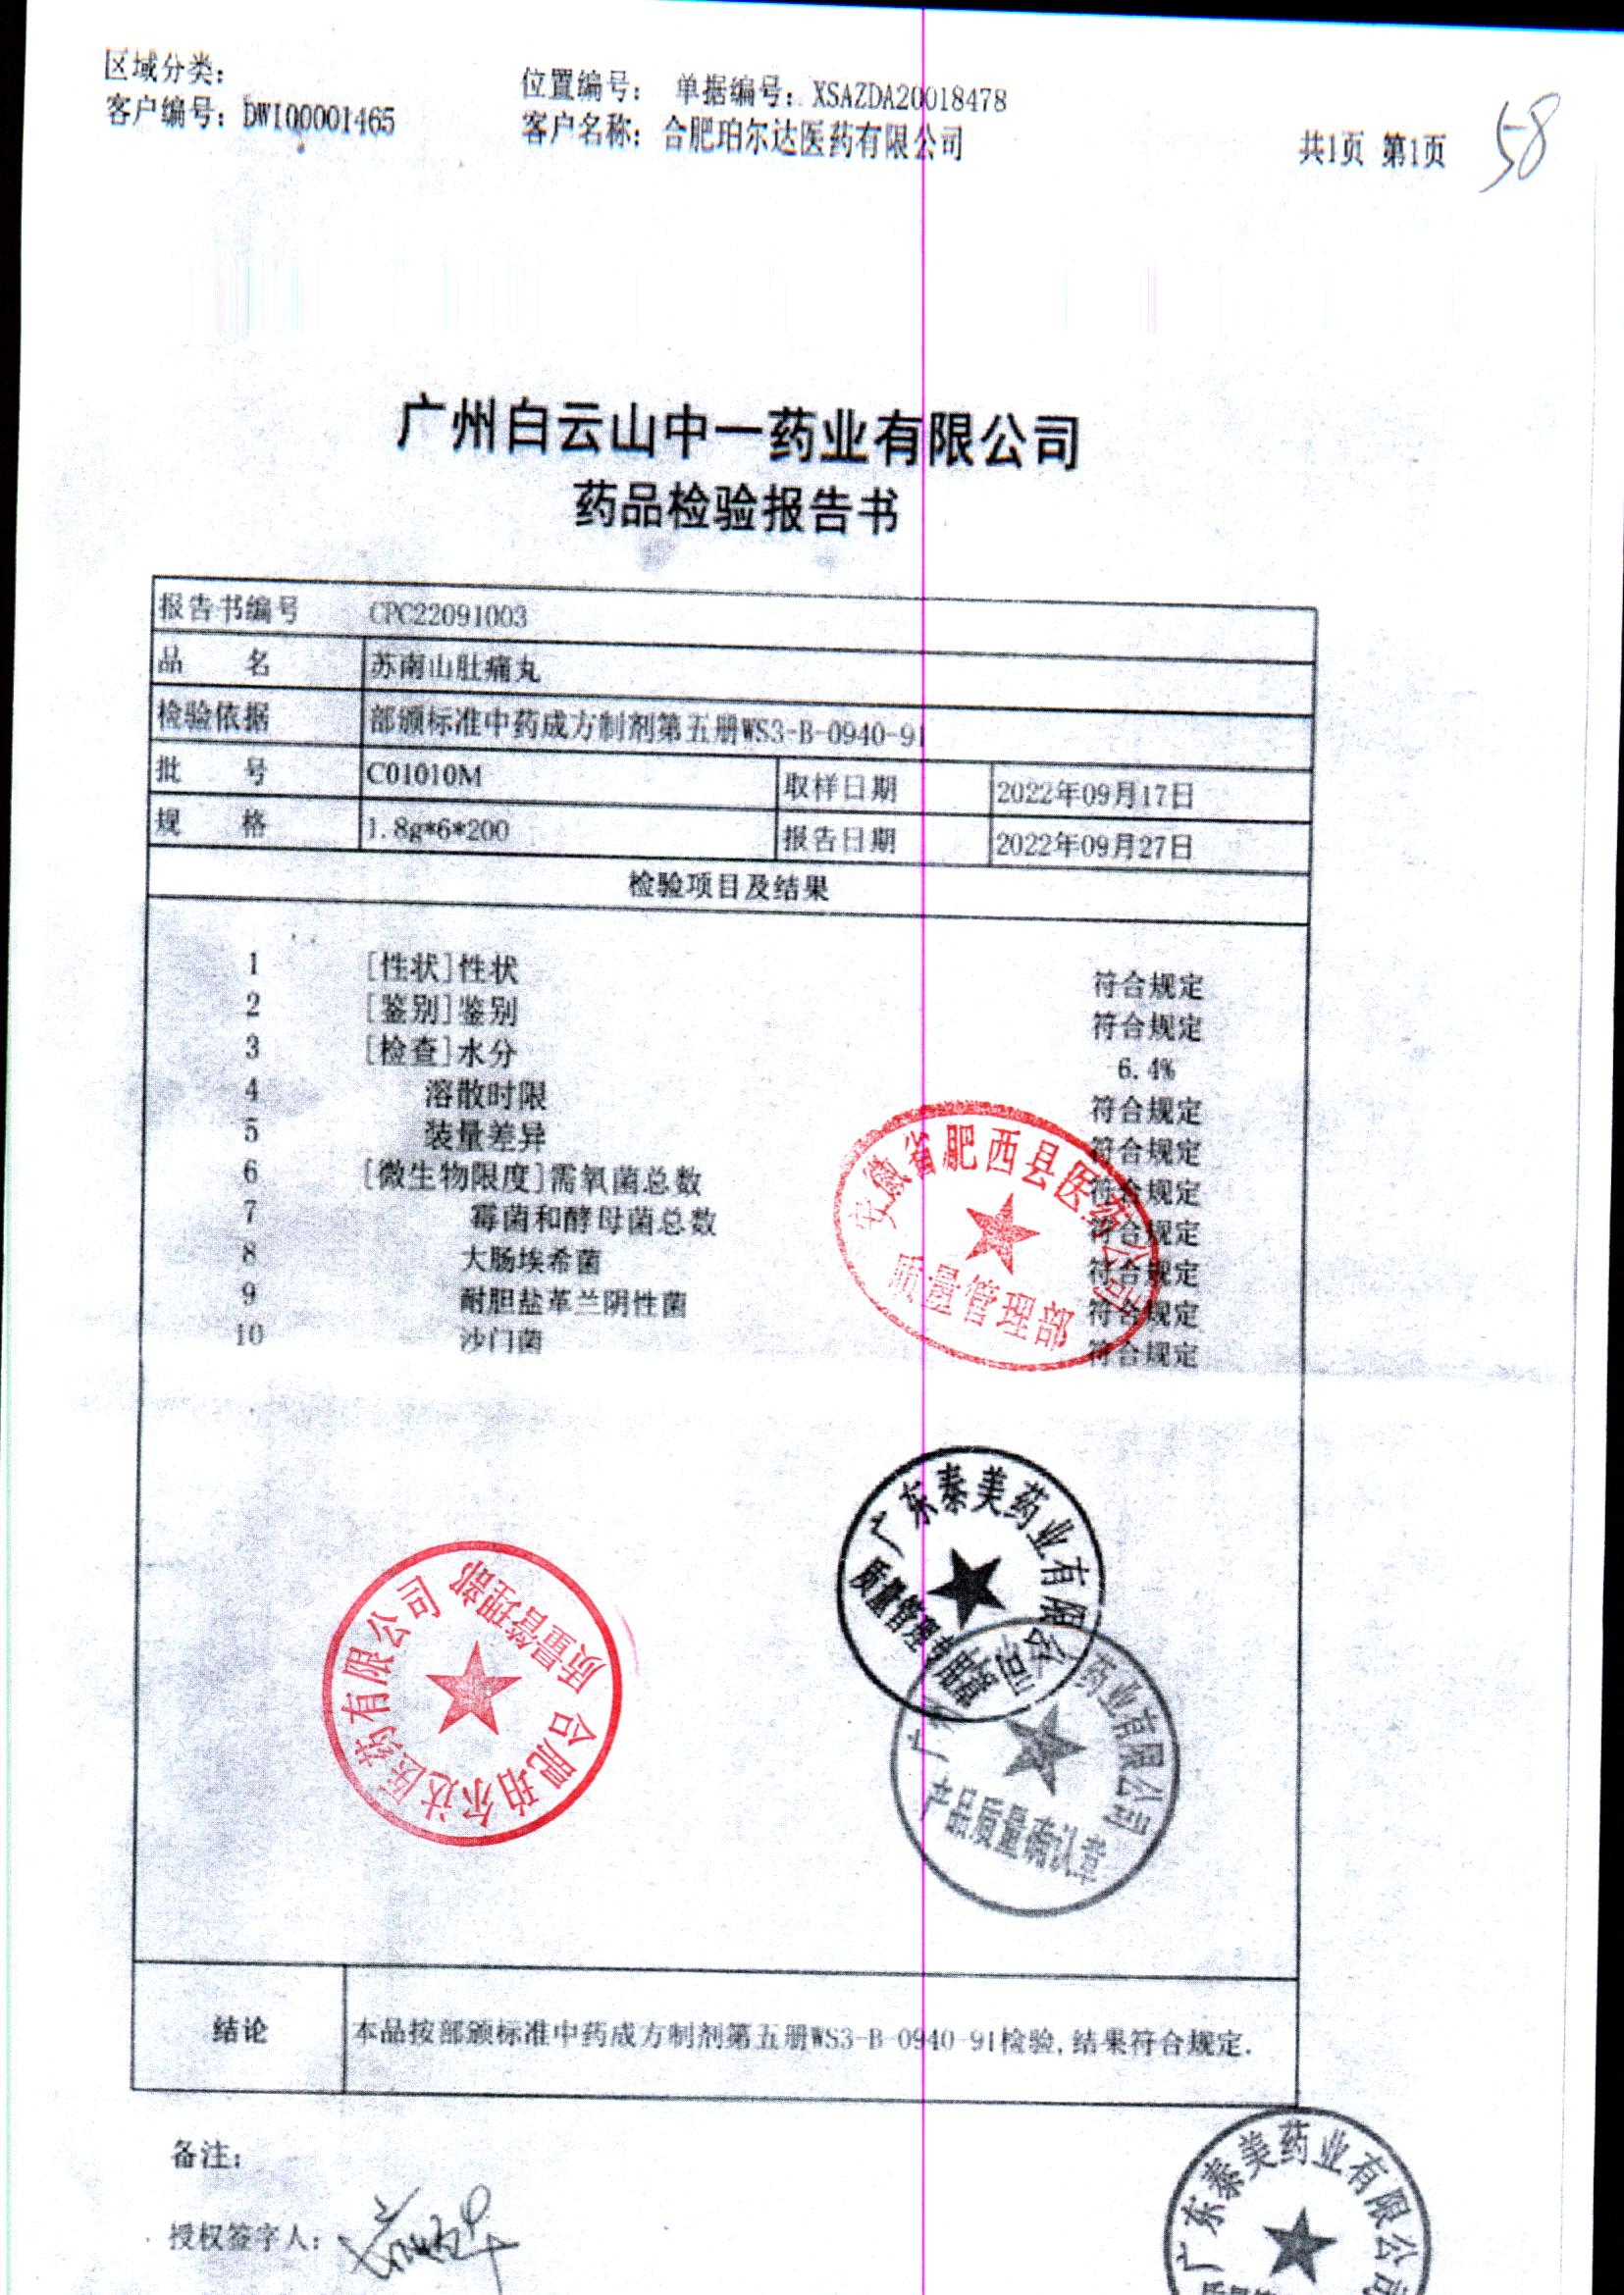 区域分类:
位置编号: 单据编号: XSAZDA20018478
客户编号: DWI00001465
客户名称: 合肥珀尔达医药有限公司
共1页 第1页
58
广州白云山中一药业有限公司
药品检验报告书
报告书编号 CPC22091003
品 名 苏南山肚痛丸
检验依据 部颁标准中药成方制剂第五册WS3-B-0940-91
批 号 C01010M 取样日期 2022年09月17日
规 格 1.8g*6*200 报告日期 2022年09月27日
检验项目及结果
1 [性状]性状 符合规定
2 [鉴别]鉴别 符合规定
3 [检查]水分 6.4%
4 溶散时限 符合规定
5 装量差异 符合规定
6 [微生物限度]需氧菌总数 符合规定
7 霉菌和酵母菌总数 符合规定
8 大肠埃希菌 符合规定
9 耐胆盐革兰阴性菌 符合规定
10 沙门菌 符合规定
安徽省肥西县医药公司
质量管理部
广东泰美药业有限公司
质量管理专用章
合肥珀尔达医药有限公司
质量管理部
药业有限公司
产品质量确认章
结论 本品按部颁标准中药成方制剂第五册WS3-B-0940-91检验,结果符合规定.
备注:
授权签字人:
广东泰美药业有限公司